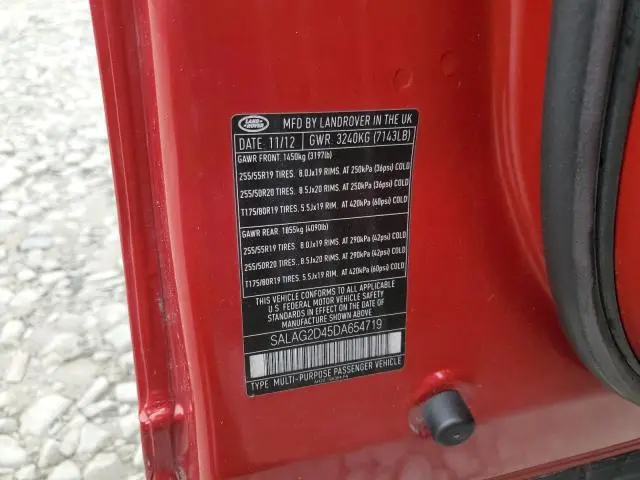 LAND ROVER
MFD BY LANDROVER IN THE UK
DATE: 11/12 GWR: 3240KG (7143LB)
GAWR FRONT: 1450kg (3197lb)
255/55R19 TIRES, 8.0Jx19 RIMS. AT 250kPa (36psi) COLD
255/50R20 TIRES, 8.5Jx20 RIMS. AT 250kPa (36psi) COLD
T175/80R19 TIRES, 5.5Jx19 RIM. AT 420kPa (60psi) COLD
GAWR REAR: 1855kg (4090lb)
255/55R19 TIRES, 8.0Jx19 RIMS. AT 290kPa (42psi) COLD
255/50R20 TIRES, 8.5Jx20 RIMS. AT 290kPa (42psi) COLD
T175/80R19 TIRES, 5.5Jx19 RIM. AT 420kPa (60psi) COLD
THIS VEHICLE CONFORMS TO ALL APPLICABLE
U.S. FEDERAL MOTOR VEHICLE SAFETY
STANDARDS IN EFFECT ON THE DATE OF
MANUFACTURE SHOWN ABOVE.
SALAG2D45DA654719
TYPE: MULTI-PURPOSE PASSENGER VEHICLE